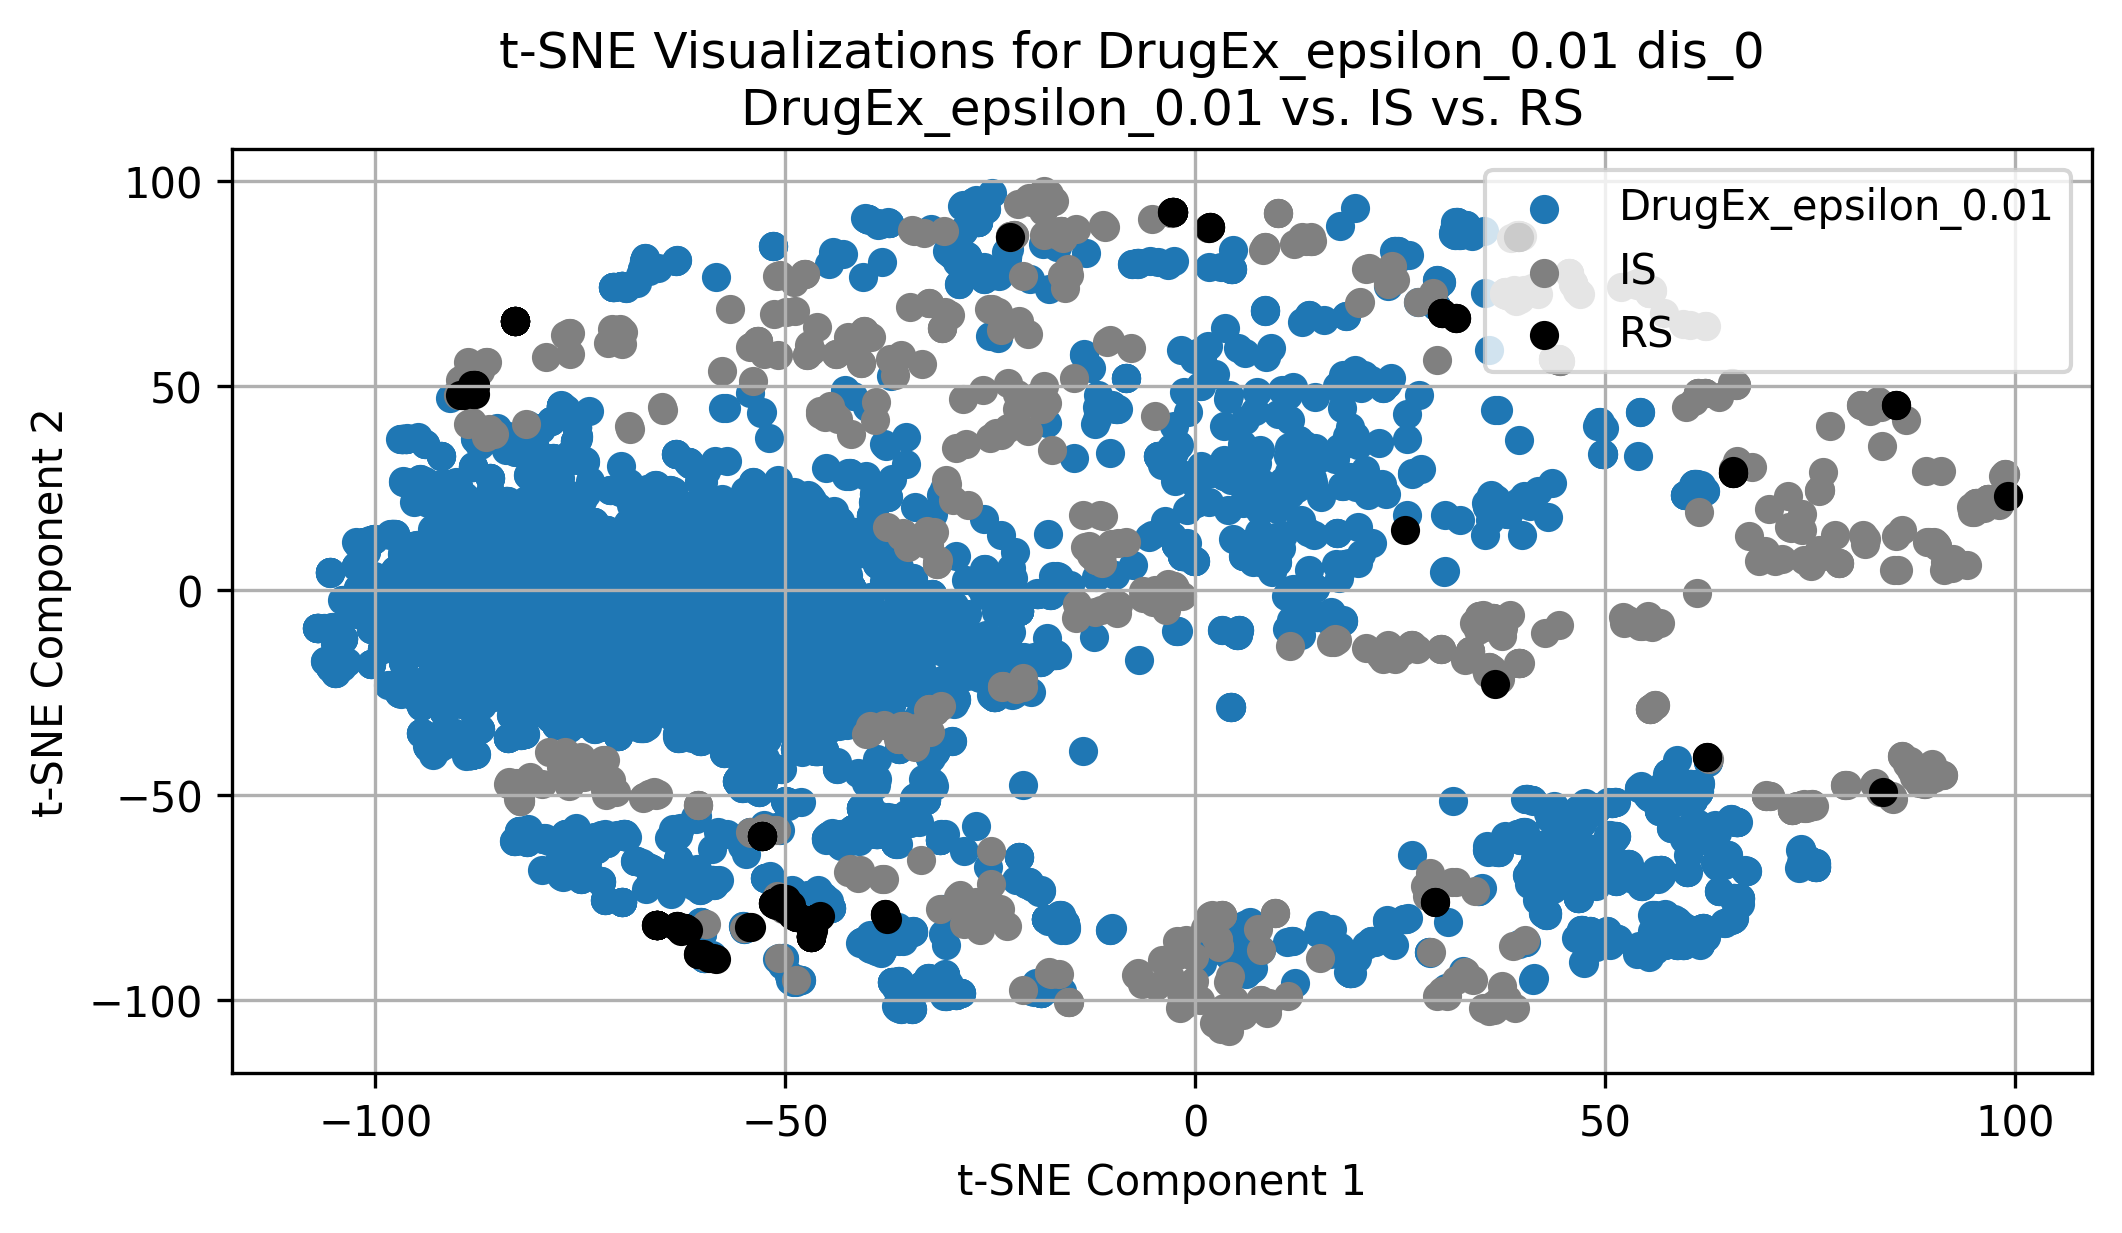 t-SNE Visualizations for DrugEx_epsilon_0.01 dis_0
DrugEx_epsilon_0.01 vs. IS vs. RS
DrugEx_epsilon_0.01
IS
RS
100
50
0
−50
−100
t-SNE Component 2
−100
−50
0
50
100
t-SNE Component 1